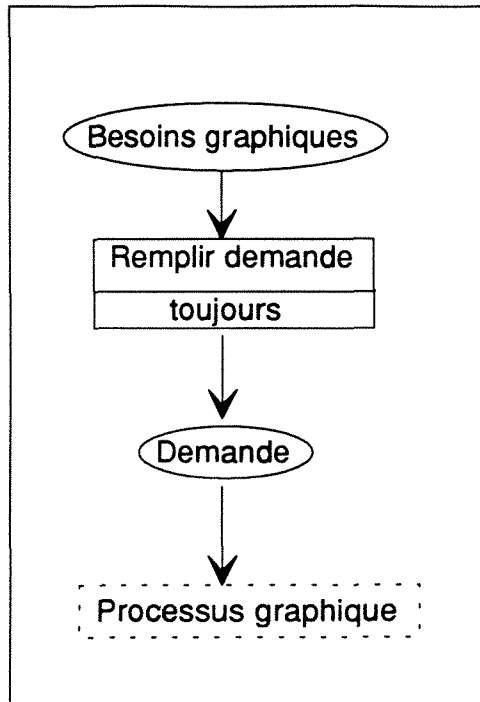 Besoins graphiques
Remplir demande
toujours
Demande
Processus graphique